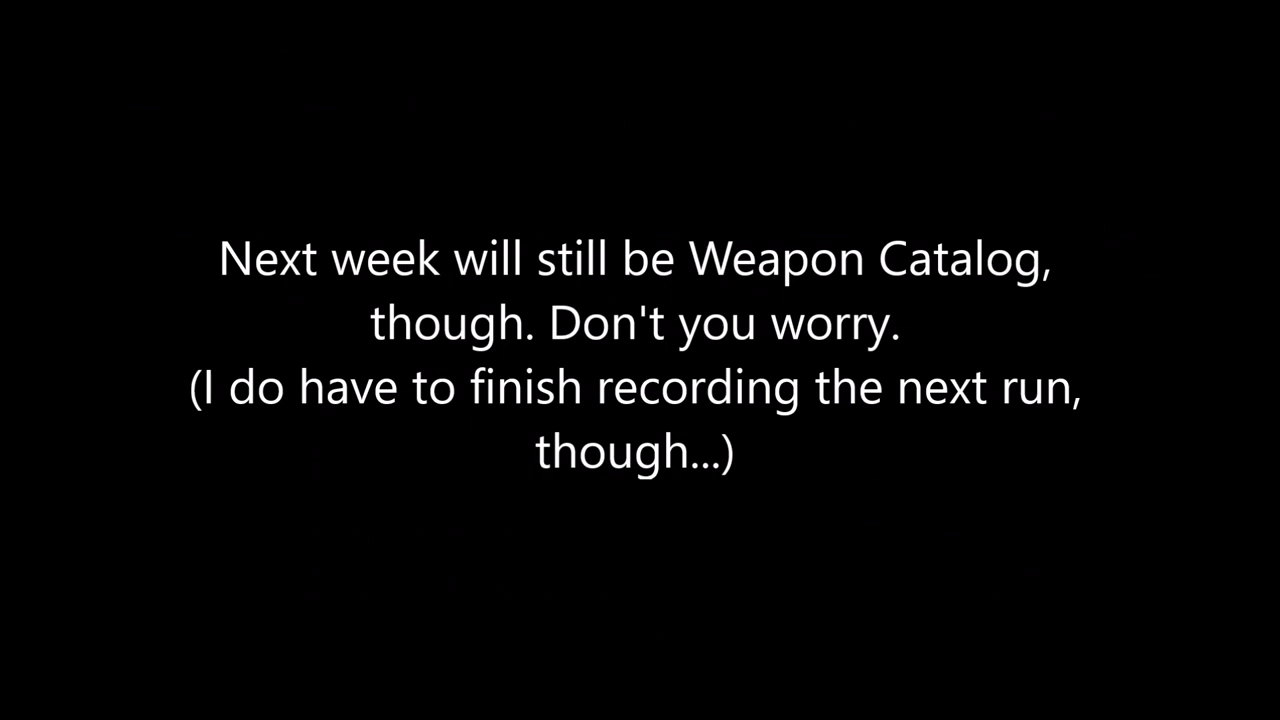 Next week will still be Weapon Catalog,
though. Don't you worry.
(I do have to finish recording the next run,
though...)